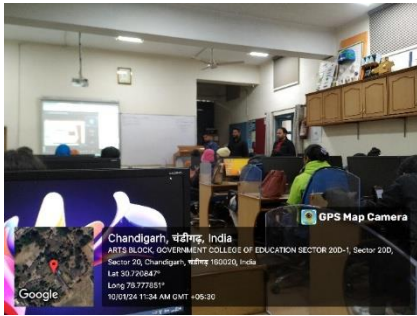 GPS Map Camera
Chandigarh, चंडीगढ़, India
ARTS BLOCK, GOVERNMENT COLLEGE OF EDUCATION SECTOR 20D-1, Sector 20D,
Sector 20, Chandigarh, चंडीगढ़ 160020, India
Lat 30.720847°
Long 76.777651°
10/01/24 11:34 AM GMT +05:30
Google